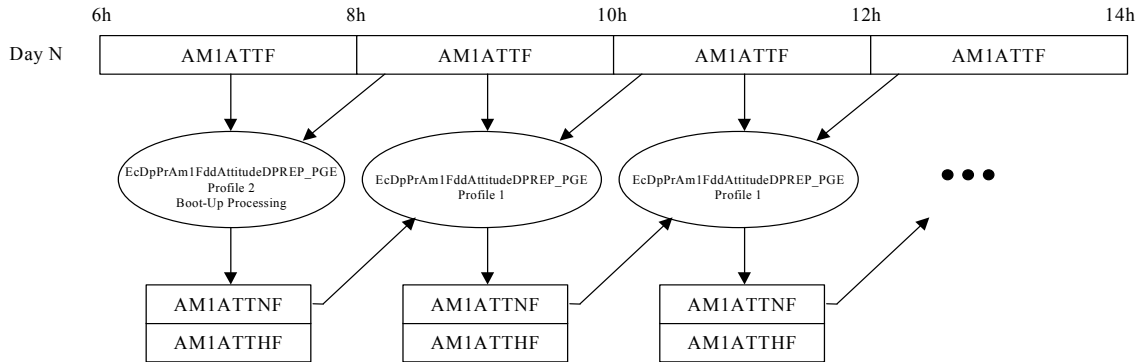 6h 8h 10h 12h 14h
Day N AM1ATTF AM1ATTF AM1ATTF AM1ATTF
EcDpPrAm1FddAttitudeDPREP_PGE
Profile 2
Boot-Up Processing
EcDpPrAm1FddAttitudeDPREP_PGE
Profile 1
EcDpPrAm1FddAttitudeDPREP_PGE
Profile 1
AM1ATTNF AM1ATTNF AM1ATTNF
AM1ATTHF AM1ATTHF AM1ATTHF